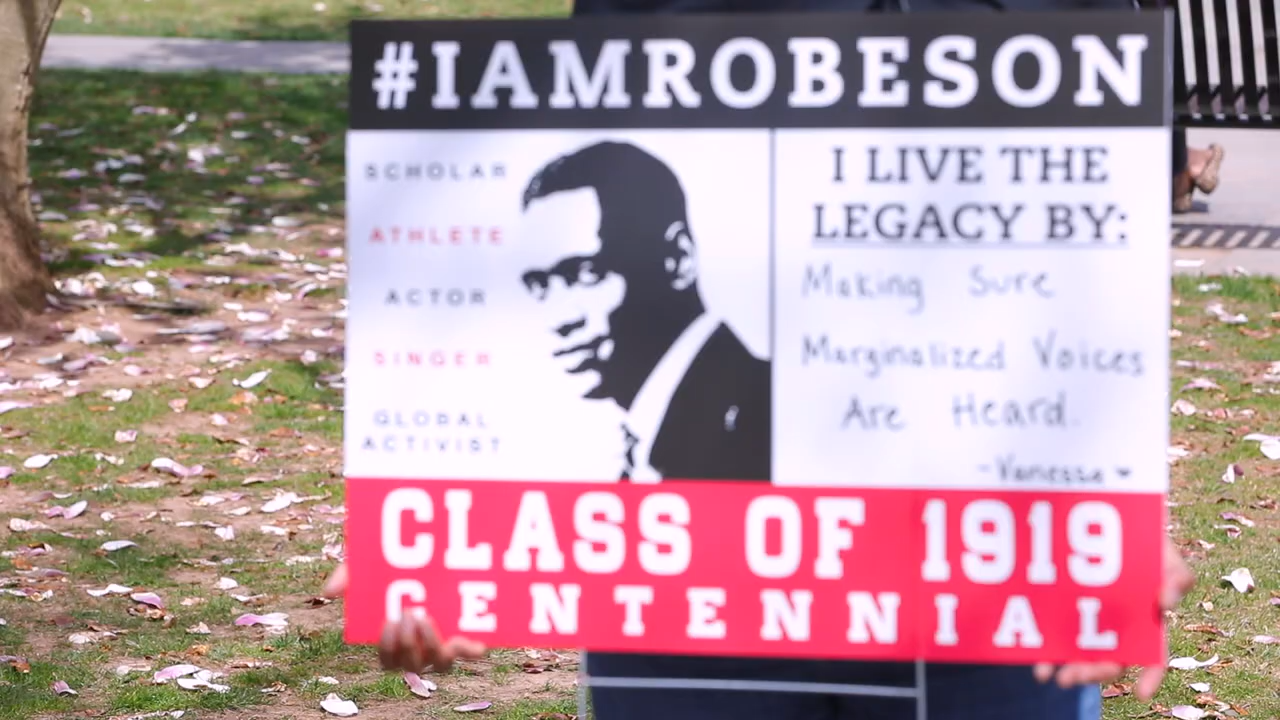 #IAMROBESON
SCHOLAR
ATHLETE
ACTOR
SINGER
GLOBAL
ACTIVIST
I LIVE THE
LEGACY BY:
Making Sure
Marginalized Voices
Are Heard.
-Vanessa ♥
CLASS OF 1919
CENTENNIAL